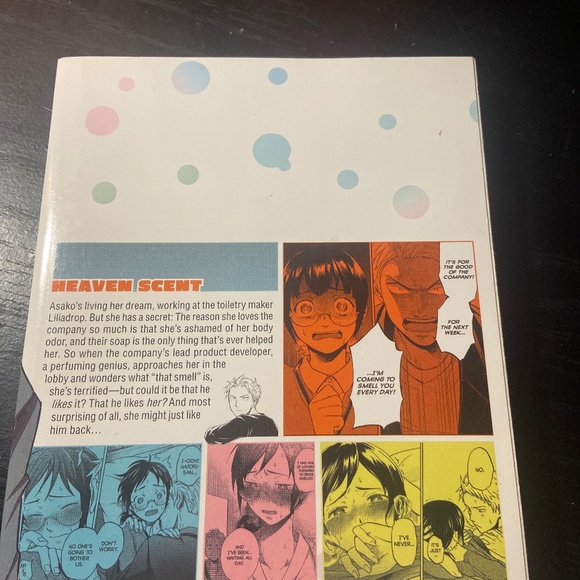 HEAVEN SCENT
Asako's living her dream, working at the toiletry maker
Liliadrop. But she has a secret: The reason she loves the
company so much is that she's ashamed of her body
odor, and their soap is the only thing that's ever helped
her. So when the company's lead product developer,
a perfuming genius, approaches her in the
lobby and wonders what "that smell" is,
she's terrified—but could it be that he
likes it? That he likes her? And most
surprising of all, she might just like
him back...
IT'S FOR
THE GOOD
OF THE
COMPANY!
FOR
THE NEXT
WEEK...
...I'M
COMING TO
SMELL YOU
EVERY DAY!
I-OOH!
NATORI-
SAN...
DON'T
WORRY.
NO ONE'S
GOING TO
BOTHER
US.
AND
I'VE BEEN...
WAITING ALL
DAY.
I'VE
NEVER...
NO.
IT'S
JUST